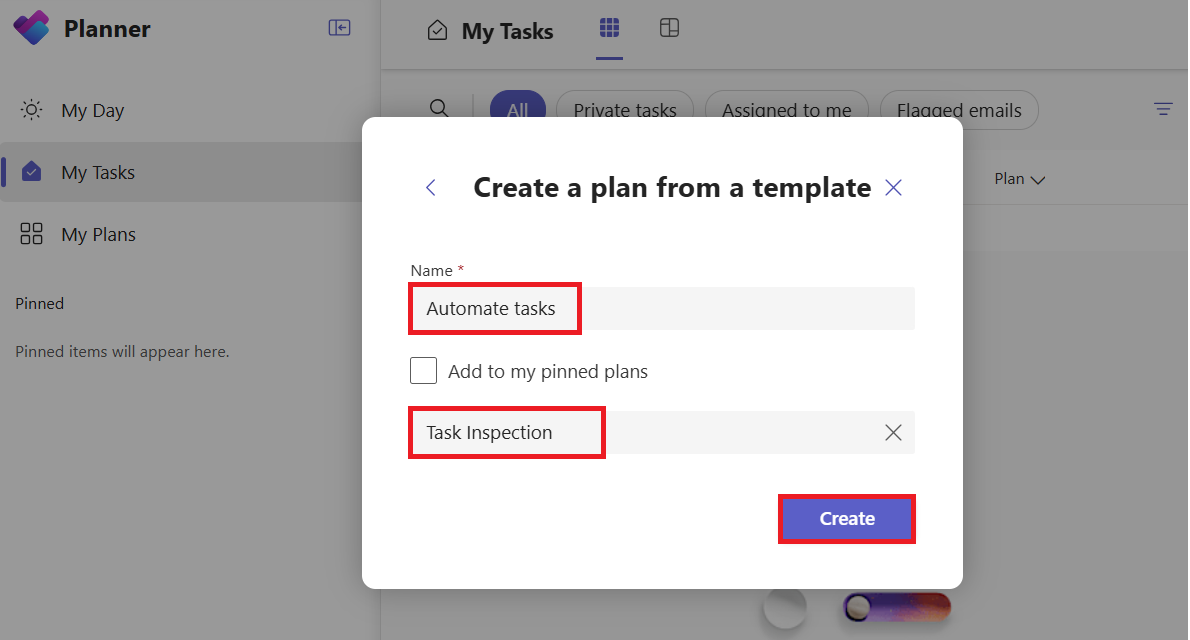 Planner
My Tasks
My Day
All Private tasks Assigned to me Flagged emails
My Tasks
Plan
Create a plan from a template
My Plans
Name *
Pinned
Automate tasks
Pinned items will appear here.
Add to my pinned plans
Task Inspection
Create